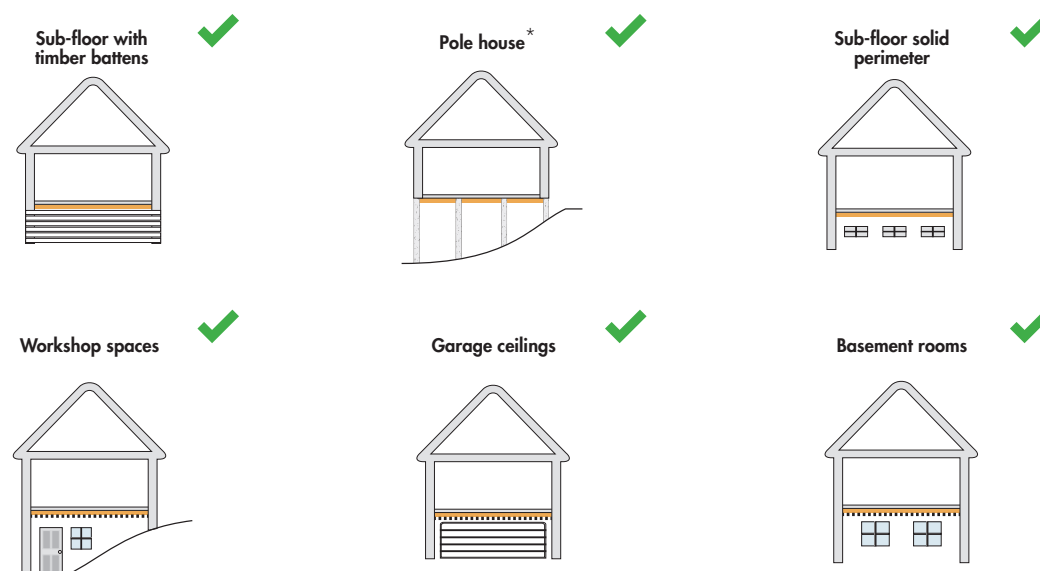 Sub-floor with
timber battens
Pole house*
Sub-floor solid
perimeter
Workshop spaces
Garage ceilings
Basement rooms